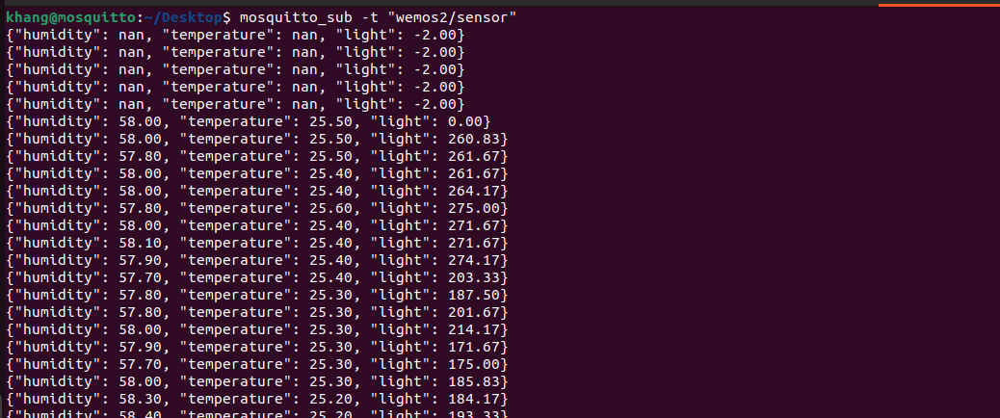 khang@mosquitto:~/Desktop$ mosquitto_sub -t "wemos2/sensor"
{"humidity": nan, "temperature": nan, "light": -2.00}
{"humidity": nan, "temperature": nan, "light": -2.00}
{"humidity": nan, "temperature": nan, "light": -2.00}
{"humidity": nan, "temperature": nan, "light": -2.00}
{"humidity": nan, "temperature": nan, "light": -2.00}
{"humidity": 58.00, "temperature": 25.50, "light": 0.00}
{"humidity": 58.00, "temperature": 25.50, "light": 260.83}
{"humidity": 57.80, "temperature": 25.50, "light": 261.67}
{"humidity": 58.00, "temperature": 25.40, "light": 261.67}
{"humidity": 58.00, "temperature": 25.40, "light": 264.17}
{"humidity": 57.80, "temperature": 25.60, "light": 275.00}
{"humidity": 58.00, "temperature": 25.40, "light": 271.67}
{"humidity": 58.10, "temperature": 25.40, "light": 271.67}
{"humidity": 57.90, "temperature": 25.40, "light": 274.17}
{"humidity": 57.70, "temperature": 25.40, "light": 203.33}
{"humidity": 57.80, "temperature": 25.30, "light": 187.50}
{"humidity": 57.80, "temperature": 25.30, "light": 201.67}
{"humidity": 58.00, "temperature": 25.30, "light": 214.17}
{"humidity": 57.90, "temperature": 25.30, "light": 171.67}
{"humidity": 57.70, "temperature": 25.30, "light": 175.00}
{"humidity": 58.00, "temperature": 25.30, "light": 185.83}
{"humidity": 58.30, "temperature": 25.20, "light": 184.17}
{"humidity": 58.40, "temperature": 25.20, "light": 193.33}